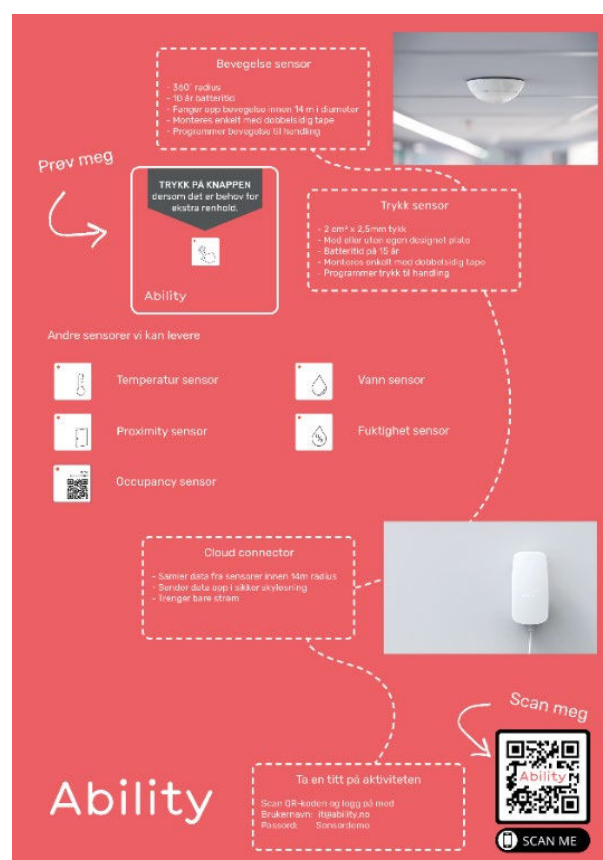 Bevegelse sensor
- 360° radius
- 10 år batteritid
- Fanger opp bevegelse innen 14 m i diameter
- Monteres enkelt med dobbelsidig tape
- Programmer bevegelse til handling
Prøv meg
TRYKK PÅ KNAPPEN
dersom det er behov for
ekstra renhold.
Ability
Trykk sensor
- 2 cm² x 2,5mm tykk
- Med eller uten egen designet plate
- Batteritid på 15 år
- Monteres enkelt med dobbelsidig tape
- Programmer trykk til handling
Andre sensorer vi kan levere
Temperatur sensor
Vann sensor
Proximity sensor
%
Fuktighet sensor
Occupancy sensor
Cloud connector
- Samler data fra sensorer innen 14m radius
- Sender data opp i sikker skyløsning
- Trenger bare strøm
Scan meg
Ability
SCAN ME
Ta en titt på aktiviteten
Scan QR-koden og logg på med
Brukernavn: it@ability.no
Passord: Sensordemo
Ability